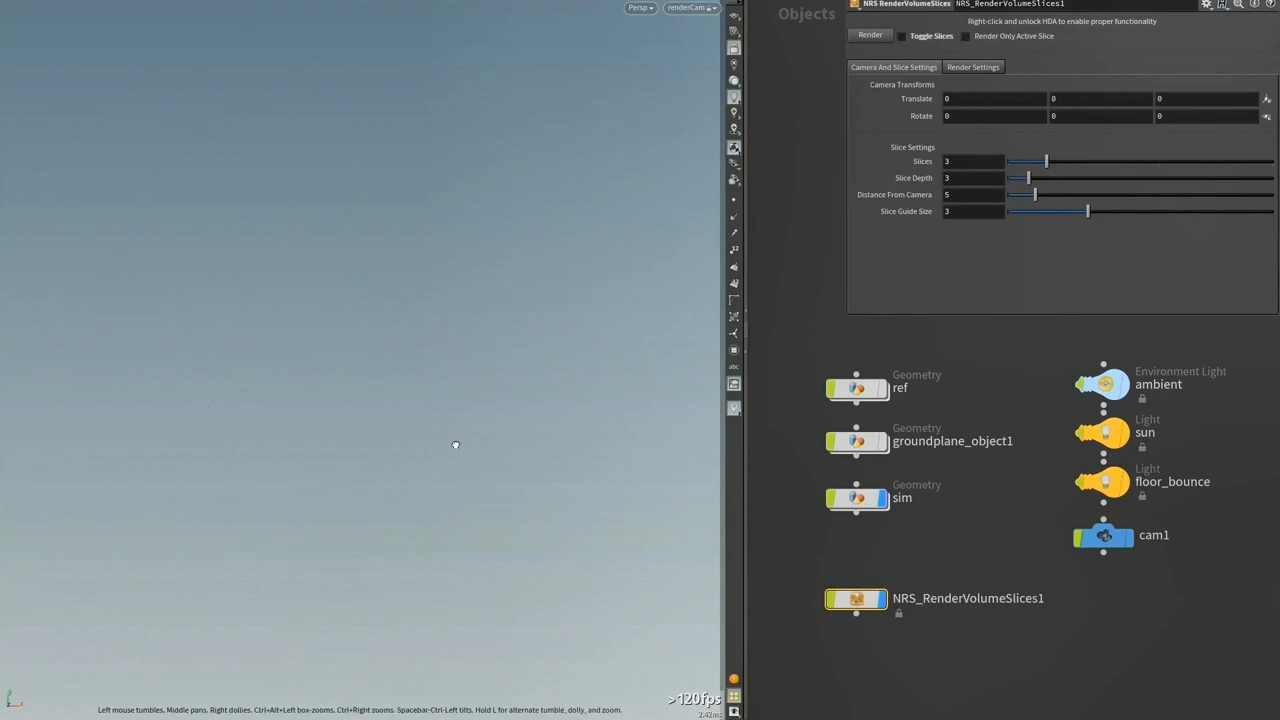 Persp
renderCam
>120fps
2.42ms
Left mouse tumbles. Middle pans. Right dollies. Ctrl+Alt+Left box-zooms. Ctrl+Right zooms. Spacebar-Ctrl-Left tilts. Hold L for alternate tumble, dolly, and zoom.
12
abc
Objects
NRS RenderVolumeSlices
NRS_RenderVolumeSlices1
Right-click and unlock HDA to enable proper functionality
Render
Toggle Slices
Render Only Active Slice
Camera And Slice Settings
Render Settings
Camera Transforms
Translate 0 0 0
Rotate 0 0 0
Slice Settings
Slices 3
Slice Depth 3
Distance From Camera 5
Slice Guide Size 3
Geometry
ref
Geometry
groundplane_object1
Geometry
sim
NRS_RenderVolumeSlices1
Environment Light
ambient
Light
sun
Light
floor_bounce
cam1